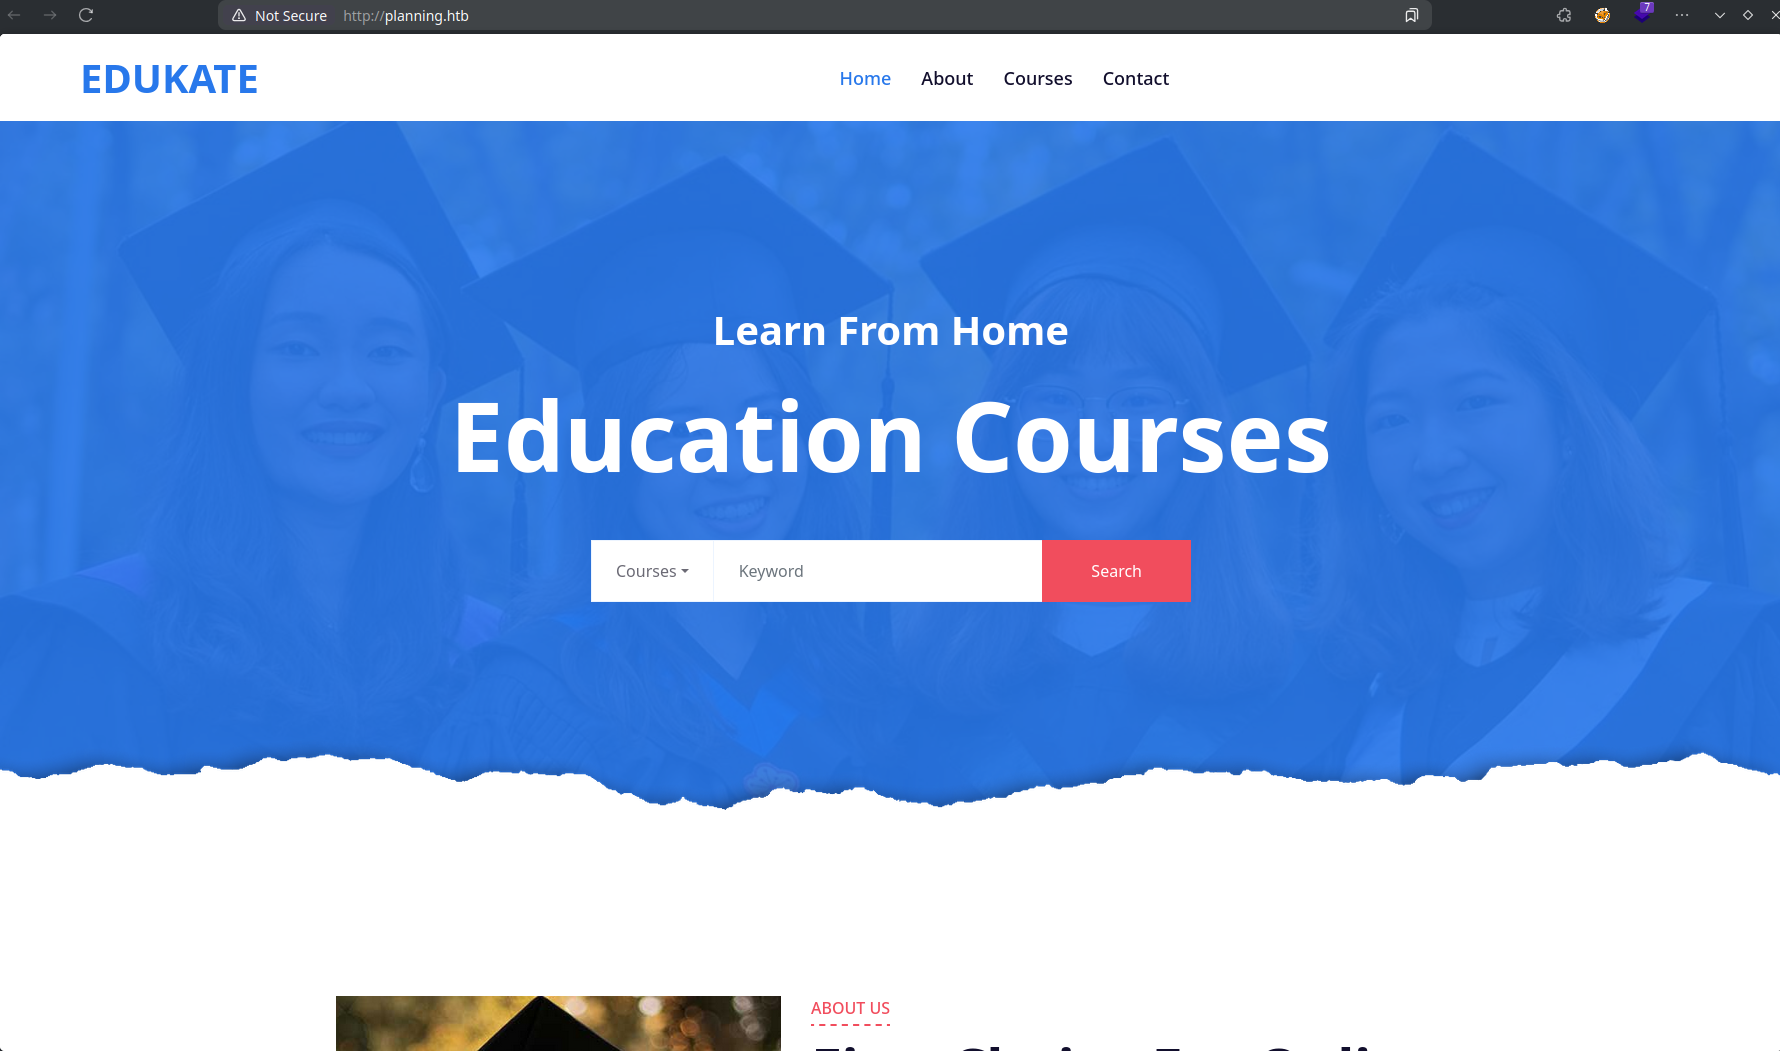 Not Secure http://planning.htb
7
EDUKATE
Home About Courses Contact
Learn From Home
Education Courses
Courses Keyword Search
ABOUT US